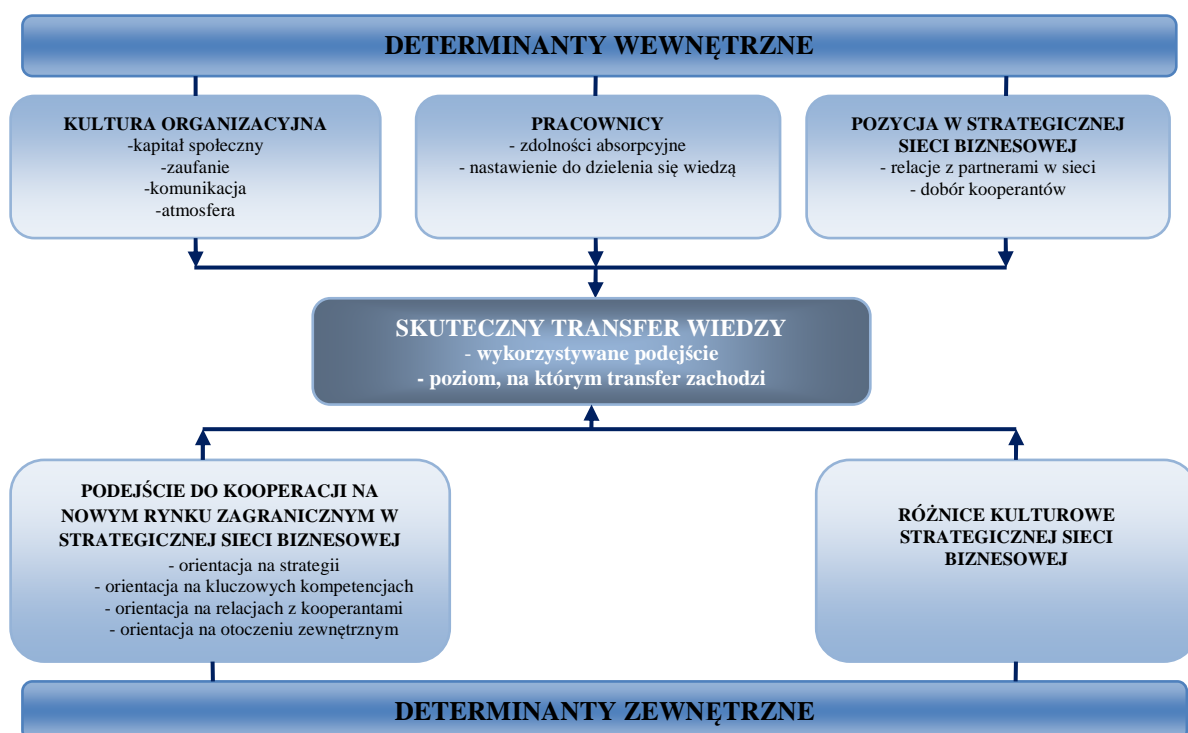 DETERMINANTY WEWNĘTRZNE
KULTURA ORGANIZACYJNA
-kapitał społeczny
-zaufanie
-komunikacja
-atmosfera
PRACOWNICY
- zdolności absorpcyjne
- nastawienie do dzielenia się wiedzą
POZYCJA W STRATEGICZNEJ
SIECI BIZNESOWEJ
- relacje z partnerami w sieci
- dobór kooperantów
SKUTECZNY TRANSFER WIEDZY
- wykorzystywane podejście
- poziom, na którym transfer zachodzi
PODEJŚCIE DO KOOPERACJI NA
NOWYM RYNKU ZAGRANICZNYM W
STRATEGICZNEJ SIECI BIZNESOWEJ
- orientacja na strategii
- orientacja na kluczowych kompetencjach
- orientacja na relacjach z kooperantami
- orientacja na otoczeniu zewnętrznym
RÓŻNICE KULTUROWE
STRATEGICZNEJ SIECI
BIZNESOWEJ
DETERMINANTY ZEWNĘTRZNE